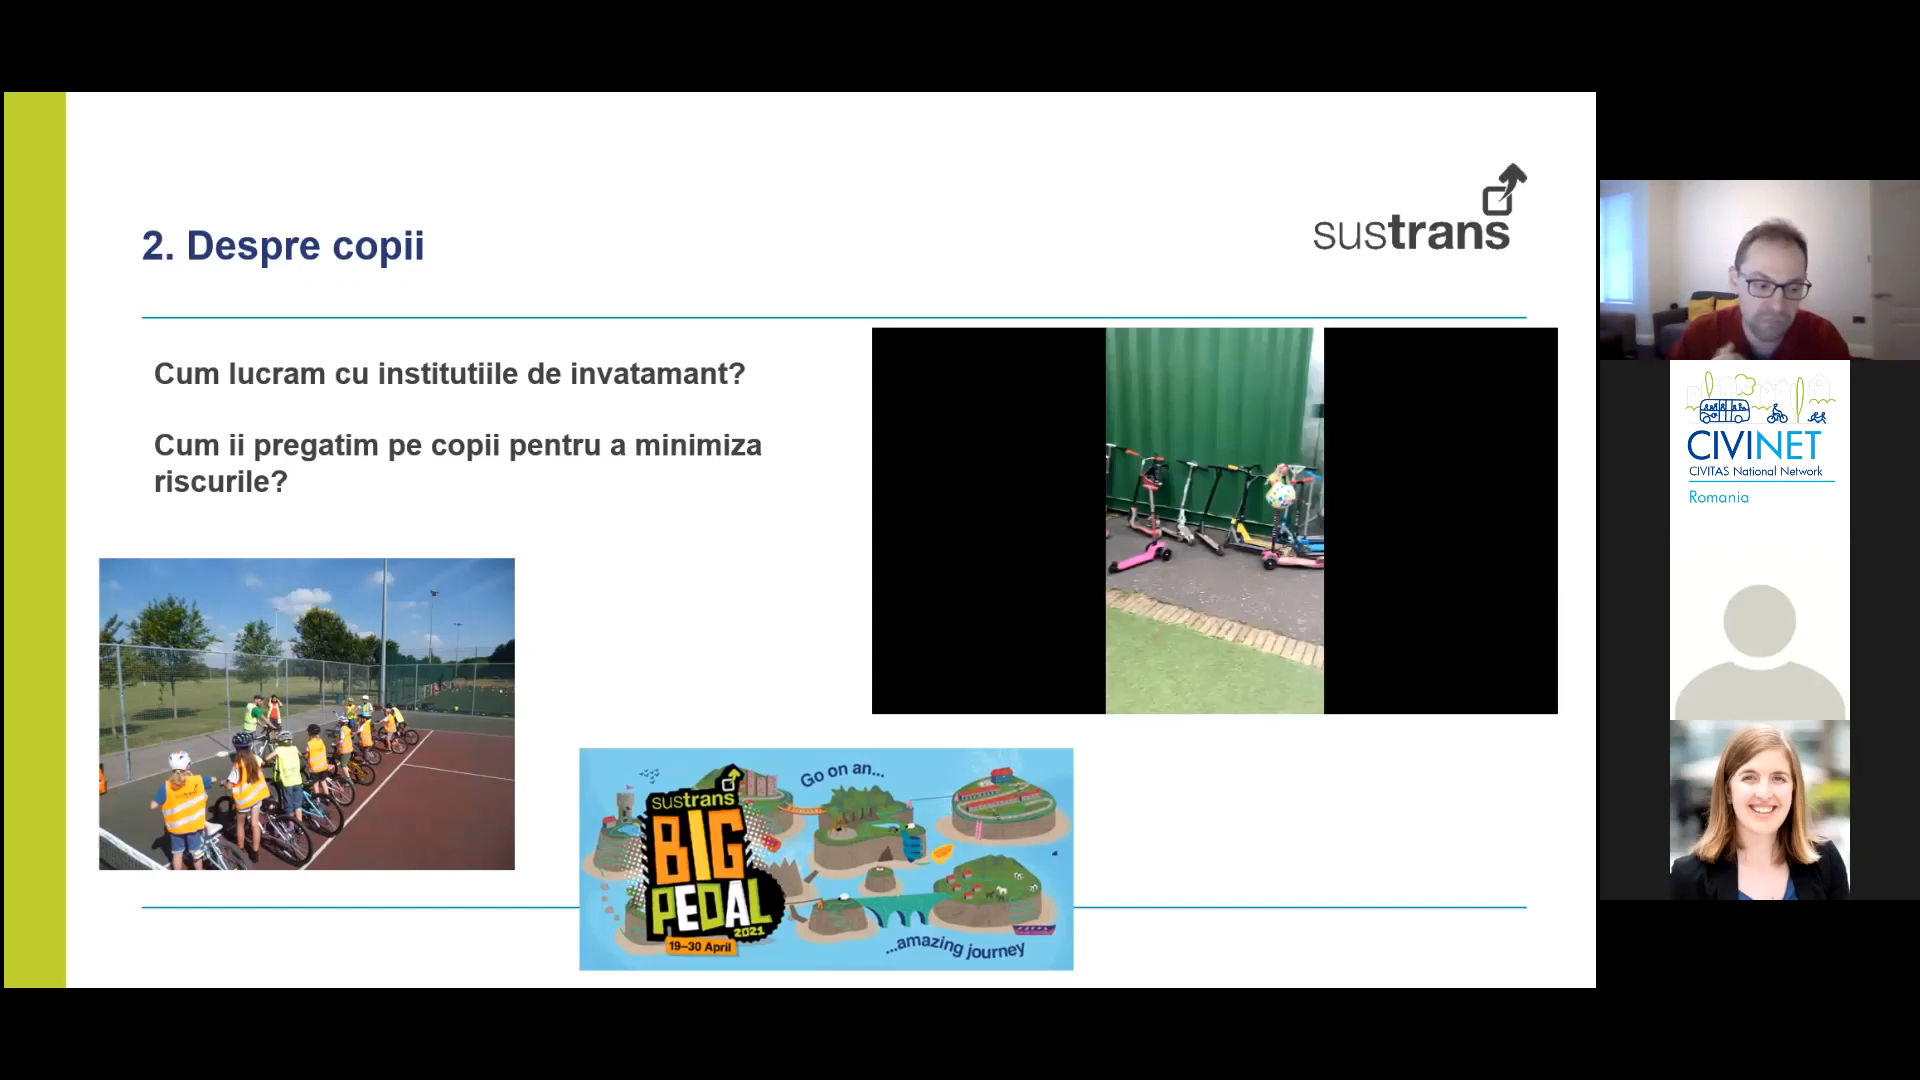 2. Despre copii
sustrans
Cum lucram cu institutiile de invatamant?
Cum ii pregatim pe copii pentru a minimiza
riscurile?
sustrans
BIG
PEDAL
2021
19–30 April
Go on an...
...amazing journey
CIVINET
CIVITAS National Network
Romania